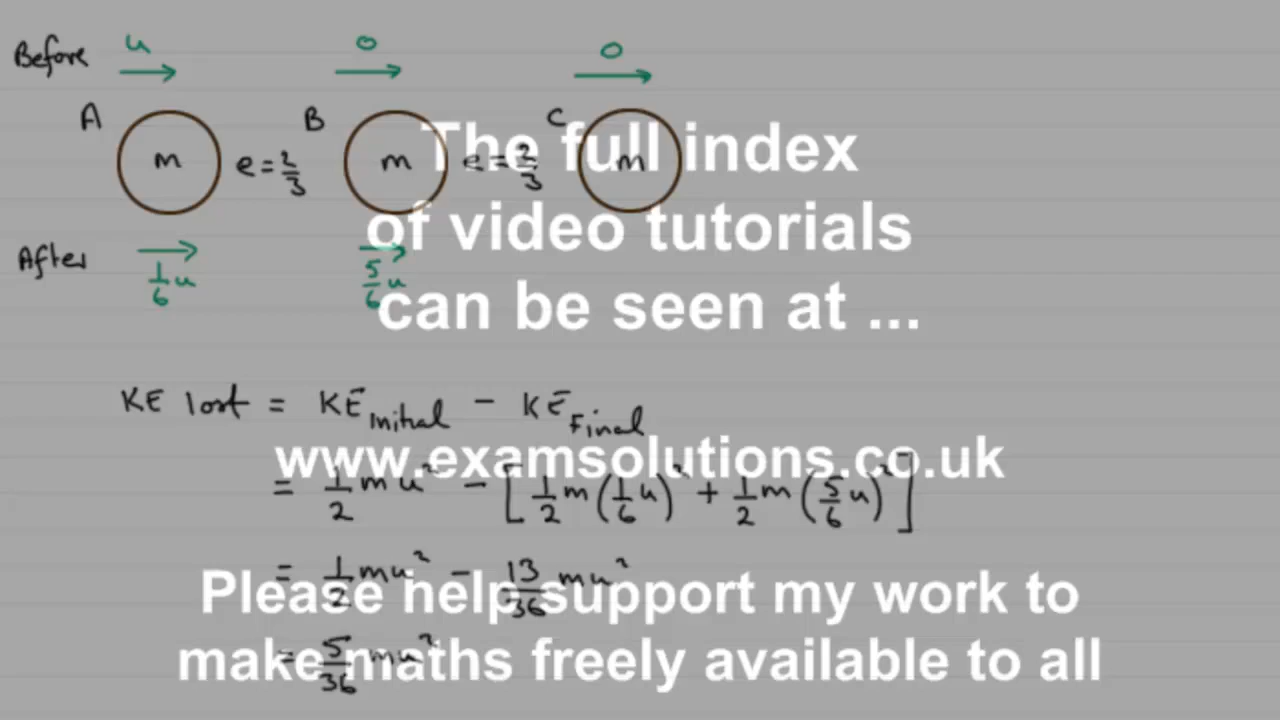 Before u 0 0
A B C
m e = 2/3 m e = 2/3 m
After 1/6 u 5/6 u
KE lost = KE Initial - KE Final
= 1/2 m u² - [ 1/2 m ( 1/6 u )² + 1/2 m ( 5/6 u )² ]
= 1/2 mu² - 13/36 mu²
= 5/36 mu²
The full index
of video tutorials
can be seen at ...
www.examsolutions.co.uk
Please help support my work to
make maths freely available to all